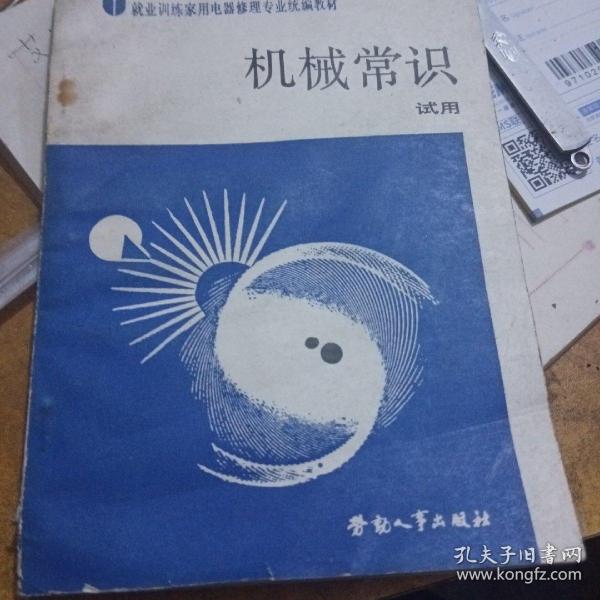 就业训练家用电器修理专业统编教材
机械常识
试用
劳动人事出版社
97102
孔夫子旧书网
www.kongfz.com